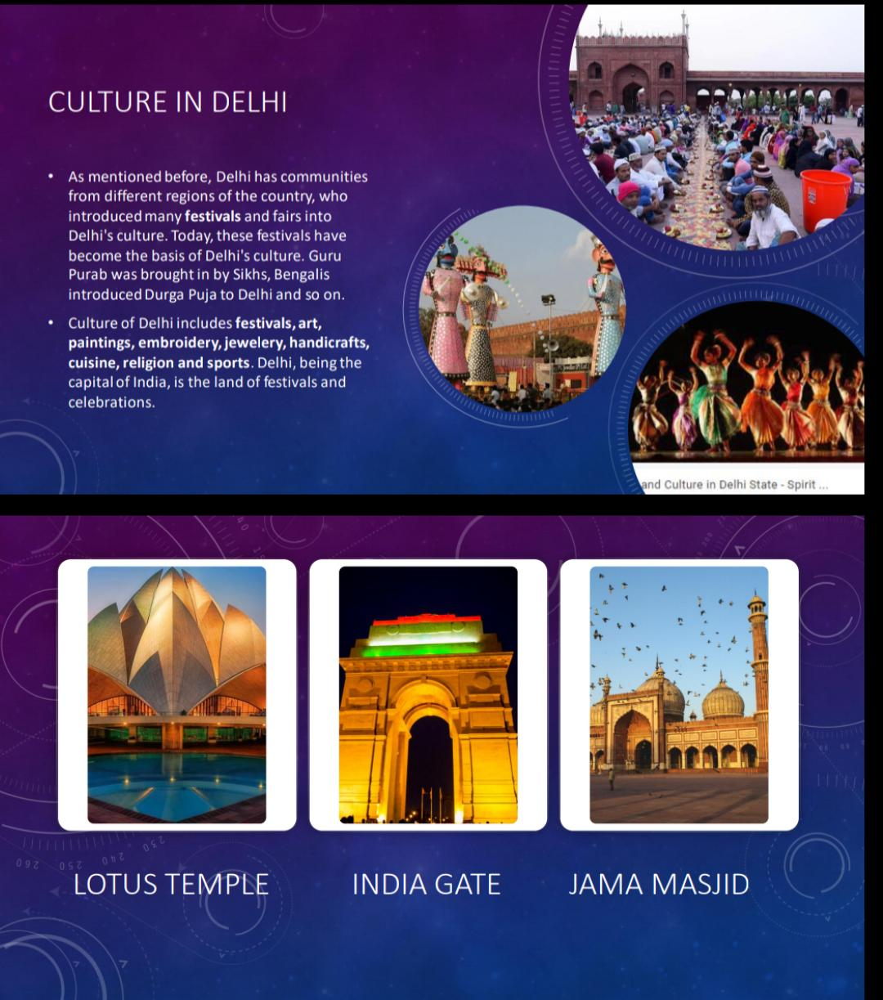 CULTURE IN DELHI
• As mentioned before, Delhi has communities
from different regions of the country, who
introduced many festivals and fairs into
Delhi's culture. Today, these festivals have
become the basis of Delhi's culture. Guru
Purab was brought in by Sikhs, Bengalis
introduced Durga Puja to Delhi and so on.
• Culture of Delhi includes festivals, art,
paintings, embroidery, jewelery, handicrafts,
cuisine, religion and sports. Delhi, being the
capital of India, is the land of festivals and
celebrations.
and Culture in Delhi State - Spirit ...
260 250 240 230
LOTUS TEMPLE
INDIA GATE
JAMA MASJID